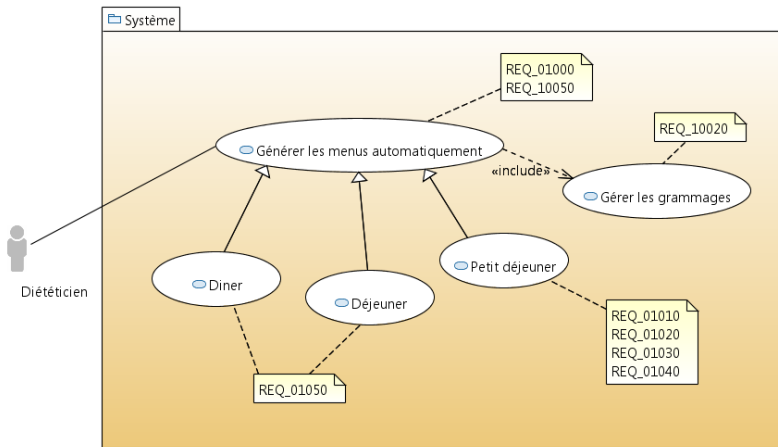 Système
REQ_01000
REQ_10050
REQ_10020
Générer les menus automatiquement
«include»
Gérer les grammages
Diététicien
Diner
Déjeuner
Petit déjeuner
REQ_01010
REQ_01020
REQ_01030
REQ_01040
REQ_01050